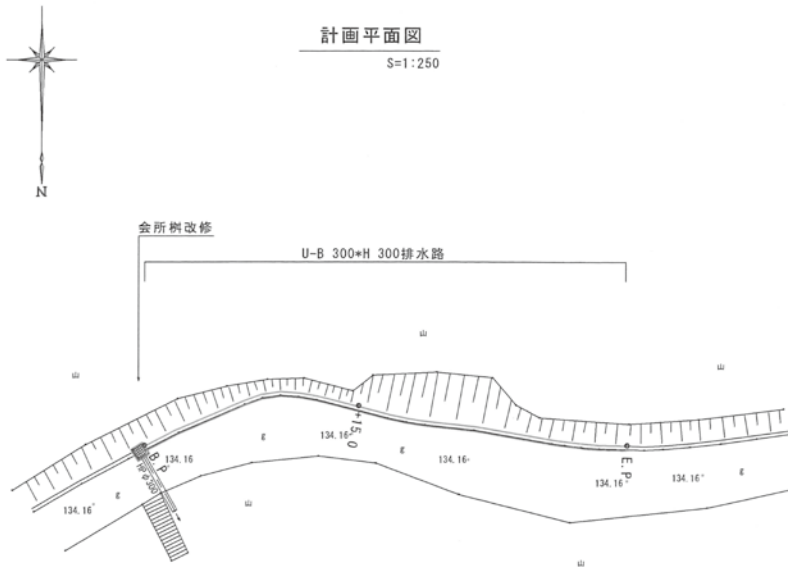 計画平面図
S=1:250
N
会所桝改修
U-B 300*H 300排水路
山
山
山
+15.0
134.16
g
g
B.P
134.16
134.16
E.P
HPφ300
g
134.16
134.16
g
134.16
山
山